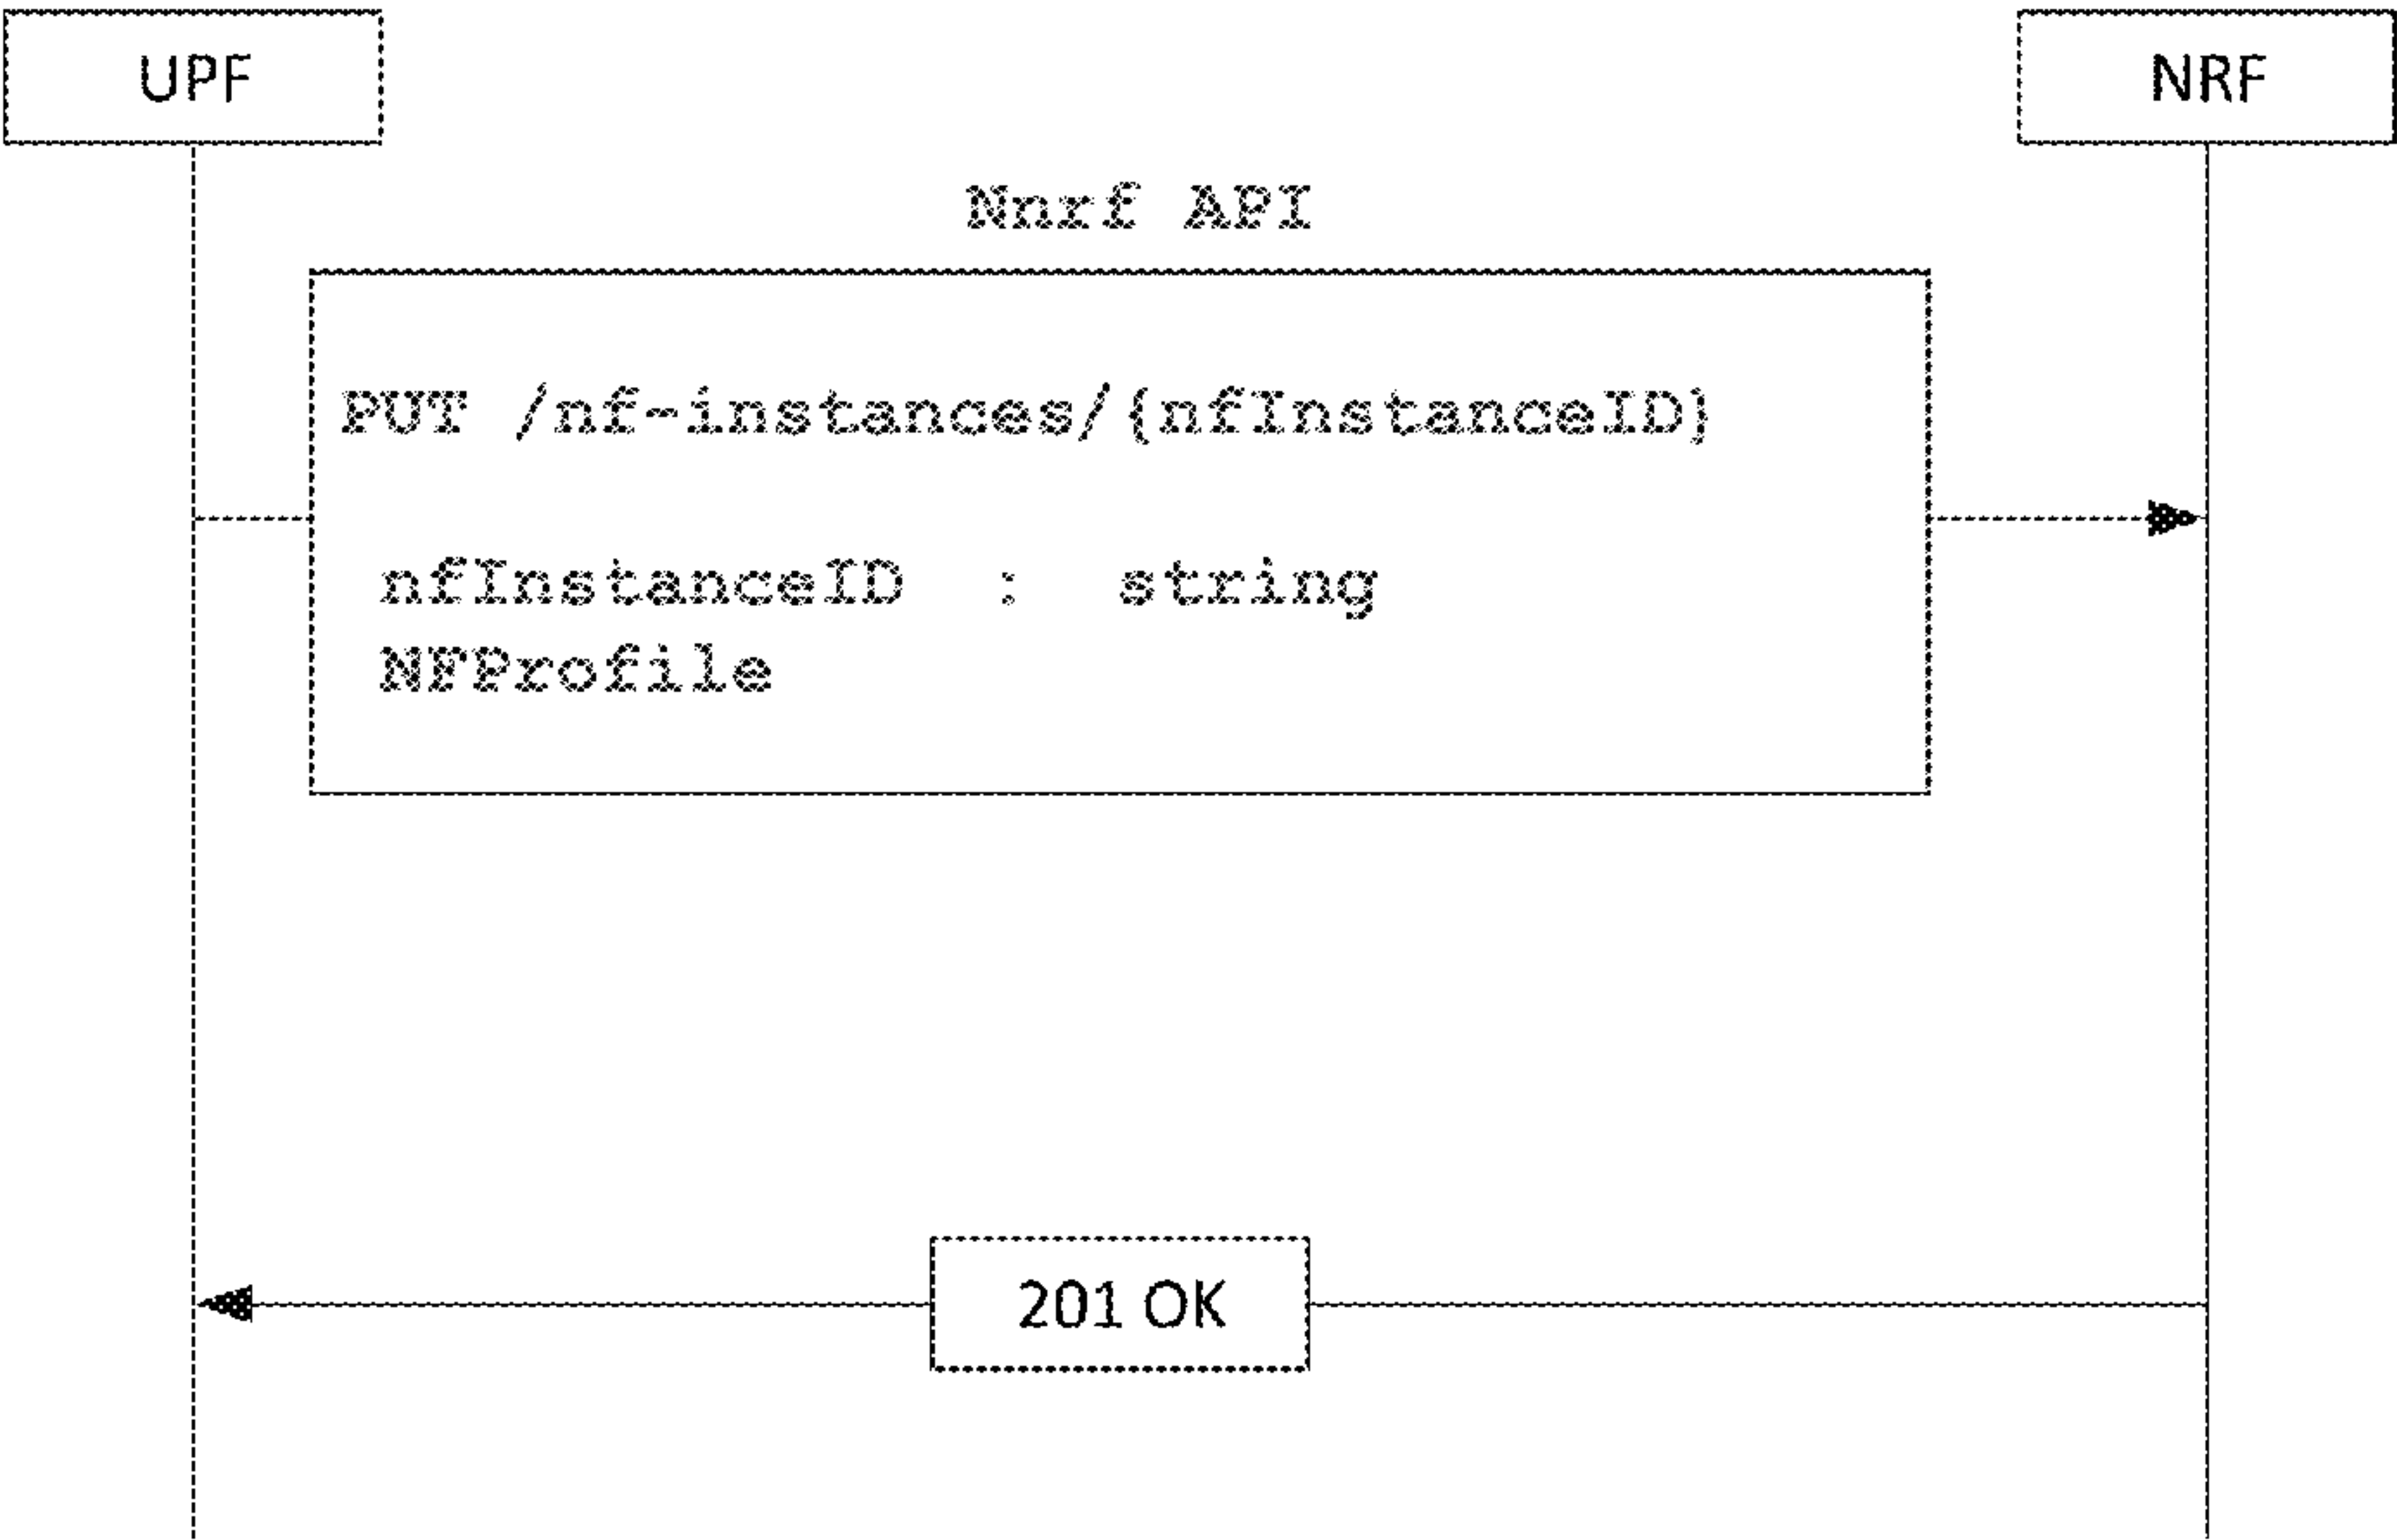 UPF
NRF
Nnrf API
PUT /nf-instances/{nfInstanceID}
nfInstanceID : string
NFProfile
201 OK